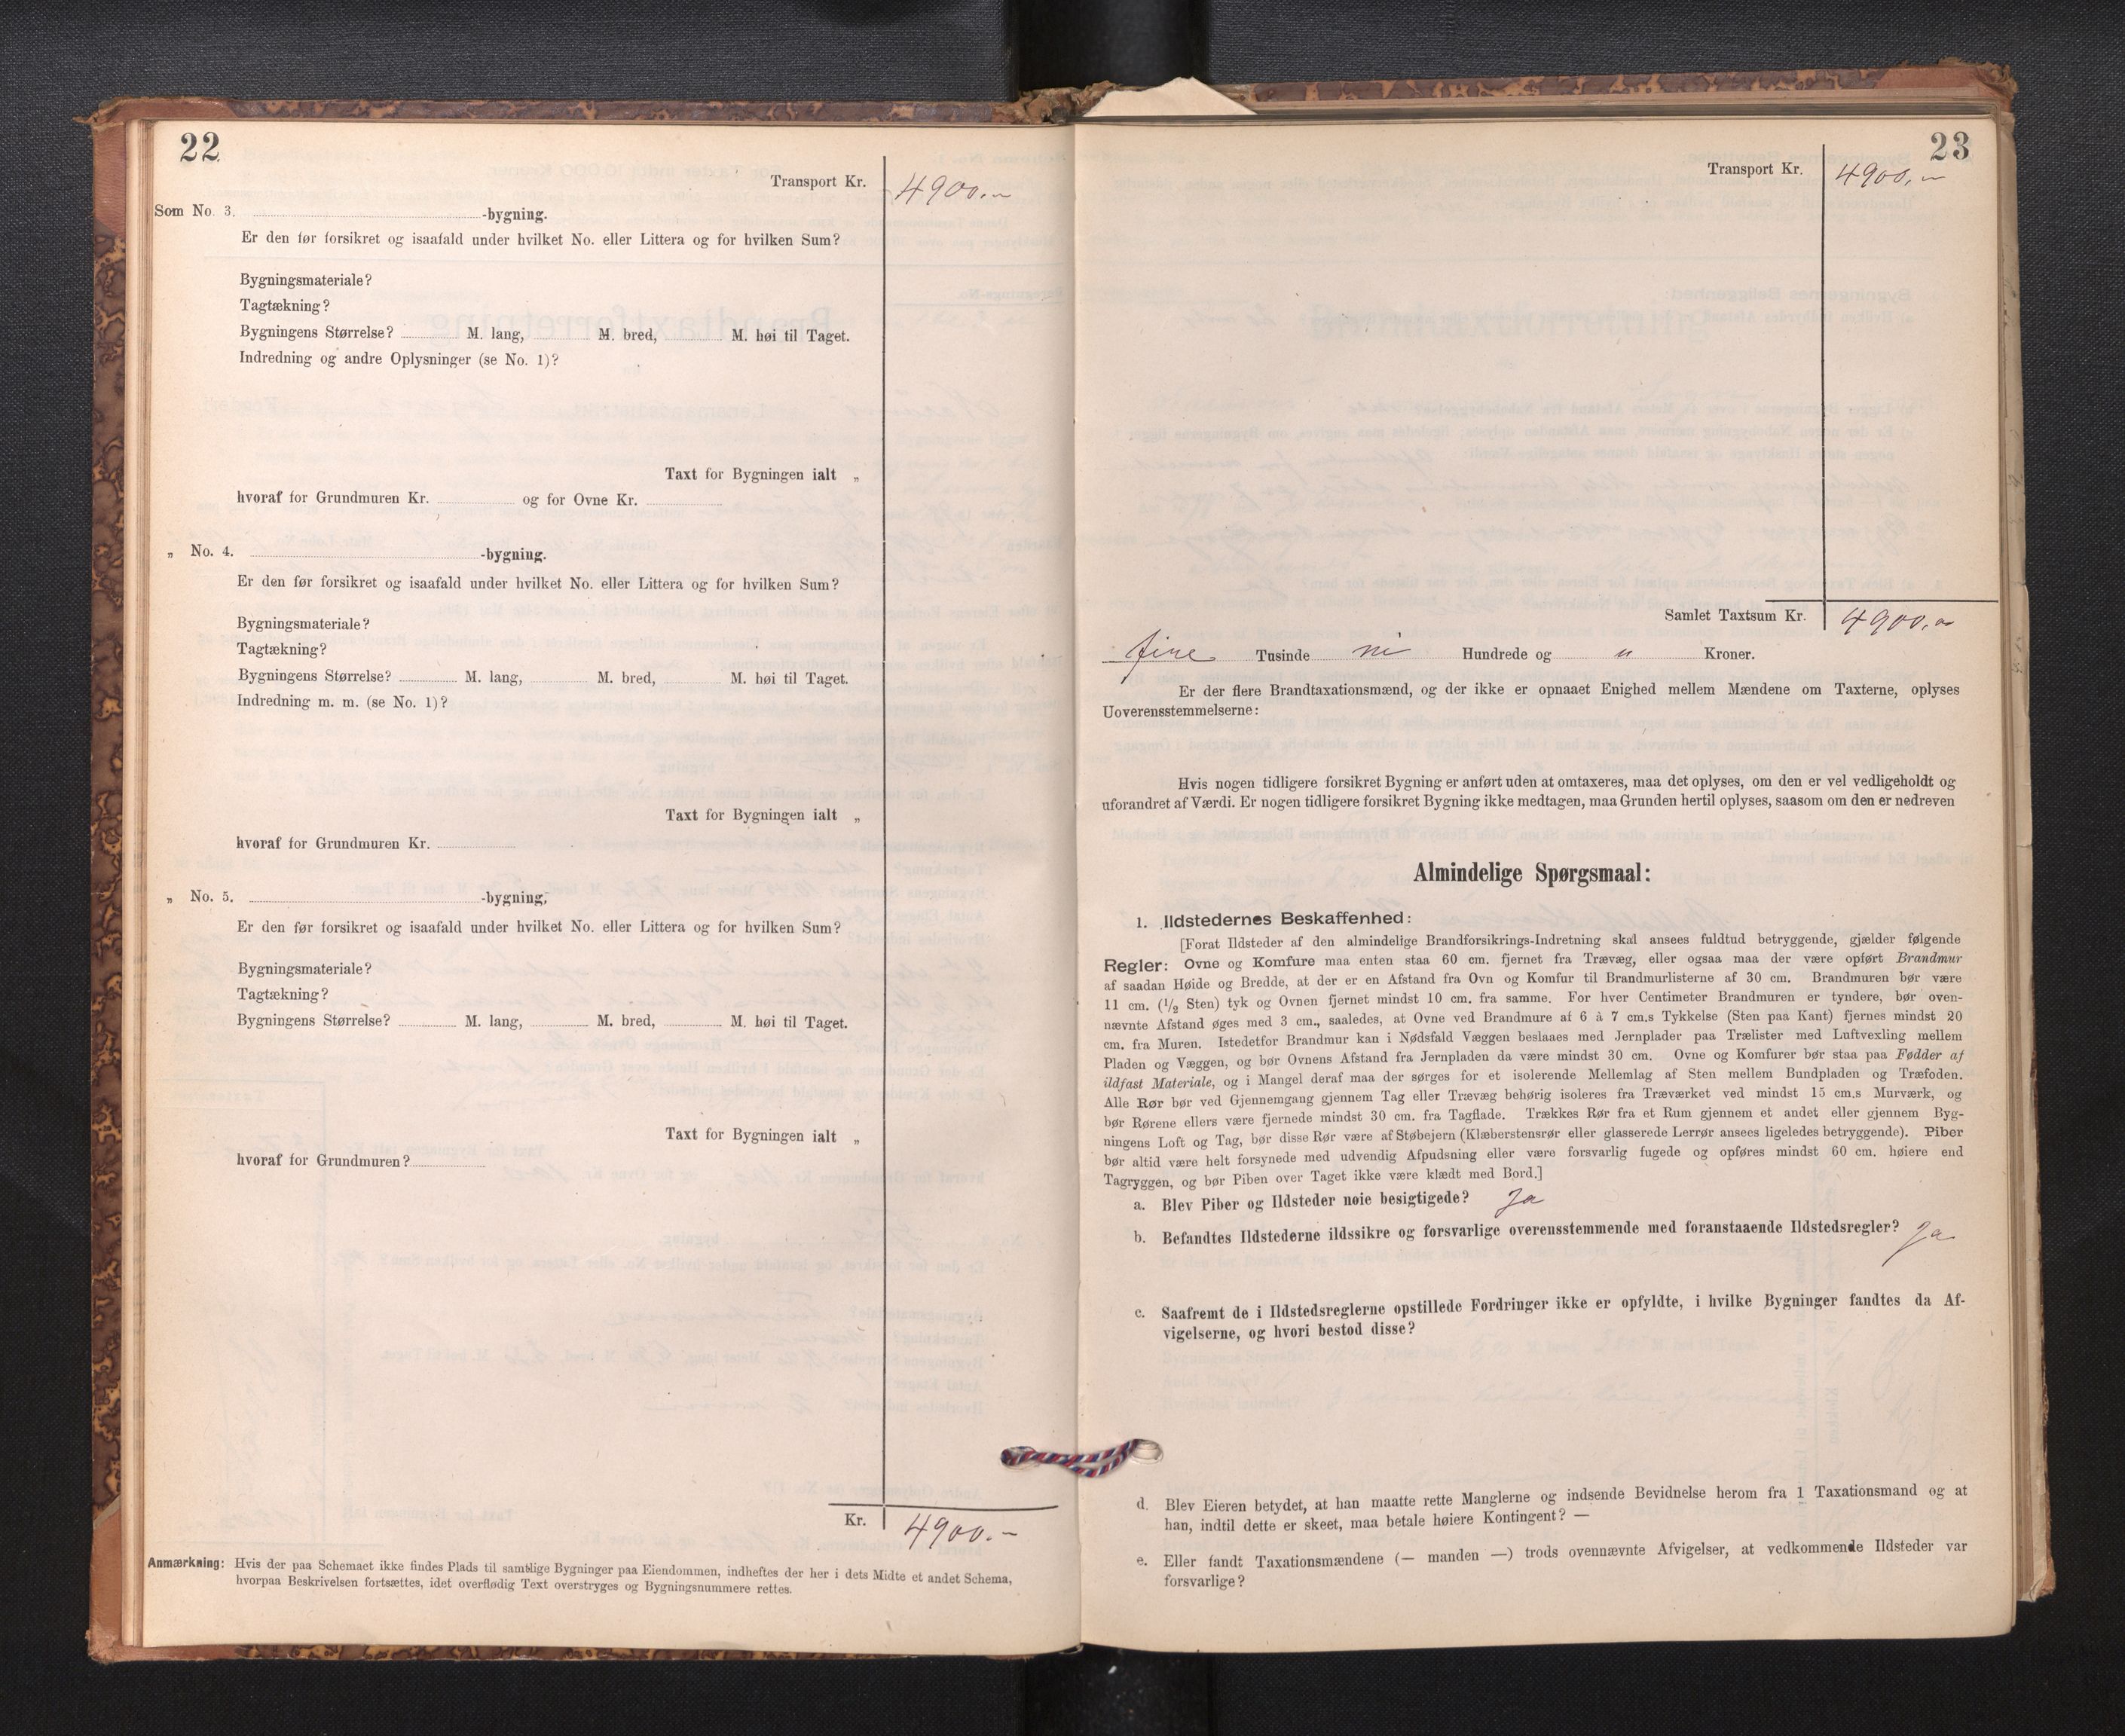 22
Transport Kr. 4900.–
Som No. 3. -bygning.
Er den før forsikret og isaafald under hvilket No. eller Littera og for hvilken Sum?
Bygningsmateriale?
Tagtækning?
Bygningens Størrelse? M. lang, M. bred, M. høi til Taget.
Indredning og andre Oplysninger (se No. 1)?
Taxt for Bygningen ialt „
hvoraf for Grundmuren Kr. og for Ovne Kr.
„ No. 4. -bygning.
Er den før forsikret og isaafald under hvilket No. eller Littera og for hvilken Sum?
Bygningsmateriale?
Tagtækning?
Bygningens Størrelse? M. lang, M. bred, M. høi til Taget.
Indredning m. m. (se No. 1)?
Taxt for Bygningen ialt „
hvoraf for Grundmuren Kr.
„ No. 5. -bygning,
Er den før forsikret og isaafald under hvilket No. eller Littera og for hvilken Sum?
Bygningsmateriale?
Tagtækning?
Bygningens Størrelse? M. lang, M. bred, M. høi til Taget.
Taxt for Bygningen ialt „
hvoraf for Grundmuren?
Kr. 4900.–
Anmærkning: Hvis der paa Schemaet ikke findes Plads til samtlige Bygninger paa Eiendommen, indheftes der her i dets Midte et andet Schema,
hvorpaa Beskrivelsen fortsættes, idet overflødig Text overstryges og Bygningsnummere rettes.
23
Transport Kr. 4900,–
Samlet Taxtsum Kr. 4900,„
fire Tusinde ni Hundrede og „ Kroner.
Er der flere Brandtaxationsmænd, og der ikke er opnaaet Enighed mellem Mændene om Taxterne, oplyses
Uoverensstemmelserne:
Hvis nogen tidligere forsikret Bygning er anført uden at omtaxeres, maa det oplyses, om den er vel vedligeholdt og
uforandret af Værdi. Er nogen tidligere forsikret Bygning ikke medtagen, maa Grunden hertil oplyses, saasom om den er nedreven
Almindelige Spørgsmaal:
1. Ildstedernes Beskaffenhed:
[Forat Ildsteder af den almindelige Brandforsikrings-Indretning skal ansees fuldtud betryggende, gjælder følgende
Regler: Ovne og Komfure maa enten staa 60 cm. fjernet fra Trævæg, eller ogsaa maa der være opført Brandmur
af saadan Høide og Bredde, at der er en Afstand fra Ovn og Komfur til Brandmurlisterne af 30 cm. Brandmuren bør være
11 cm. (1/2 Sten) tyk og Ovnen fjernet mindst 10 cm. fra samme. For hver Centimeter Brandmuren er tyndere, bør oven-
nævnte Afstand øges med 3 cm., saaledes, at Ovne ved Brandmure af 6 à 7 cm.s Tykkelse (Sten paa Kant) fjernes mindst 20
cm. fra Muren. Istedetfor Brandmur kan i Nødsfald Væggen beslaaes med Jernplader paa Trælister med Luftvexling mellem
Pladen og Væggen, og bør Ovnens Afstand fra Jernpladen da være mindst 30 cm. Ovne og Komfurer bør staa paa Fødder af
ildfast Materiale, og i Mangel deraf maa der sørges for et isolerende Mellemlag af Sten mellem Bundpladen og Træfoden.
Alle Rør bør ved Gjennemgang gjennem Tag eller Trævæg behørig isoleres fra Træværket ved mindst 15 cm.s Murværk, og
bør Rørene ellers være fjernede mindst 30 cm. fra Tagflade. Trækkes Rør fra et Rum gjennem et andet eller gjennem Byg-
ningens Loft og Tag, bør disse Rør være af Støbejern (Klæberstensrør eller glasserede Lerrør ansees ligeledes betryggende). Piber
bør altid være helt forsynede med udvendig Afpudsning eller være forsvarlig fugede og opføres mindst 60 cm. høiere end
Tagryggen, og bør Piben over Taget ikke være klædt med Bord.]
a. Blev Piber og Ildsteder nøie besigtigede? Ja
b. Befandtes Ildstederne ildssikre og forsvarlige overensstemmende med foranstaaende Ildstedsregler? Ja
c. Saafremt de i Ildstedsreglerne opstillede Fordringer ikke er opfyldte, i hvilke Bygninger fandtes da Af-
vigelserne, og hvori bestod disse?
d. Blev Eieren betydet, at han maatte rette Manglerne og indsende Bevidnelse herom fra 1 Taxationsmand og at
han, indtil dette er skeet, maa betale høiere Kontingent? —
e. Eller fandt Taxationsmændene (— manden —) trods ovennævnte Afvigelser, at vedkommende Ildsteder var
forsvarlige?